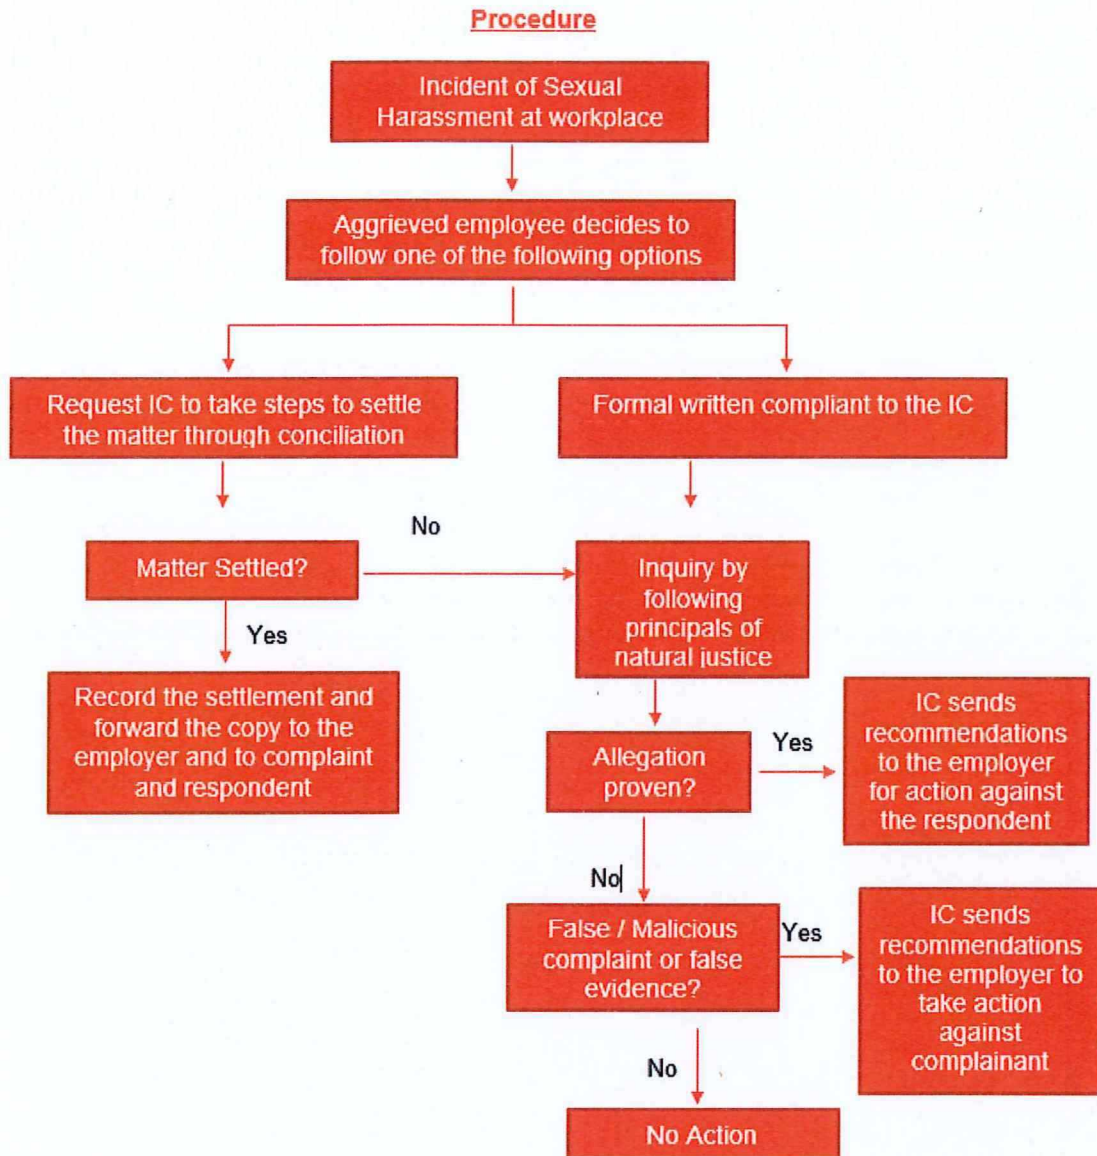 Procedure
Incident of Sexual
Harassment at workplace
Aggrieved employee decides to
follow one of the following options
Request IC to take steps to settle
the matter through conciliation
Formal written compliant to the IC
No
Matter Settled?
Yes
Inquiry by
following
principals of
natural justice
Record the settlement and
forward the copy to the
employer and to complaint
and respondent
Allegation
proven?
Yes
IC sends
recommendations
to the employer
for action against
the respondent
No
False / Malicious
complaint or false
evidence?
Yes
IC sends
recommendations
to the employer to
take action
against
complainant
No
No Action